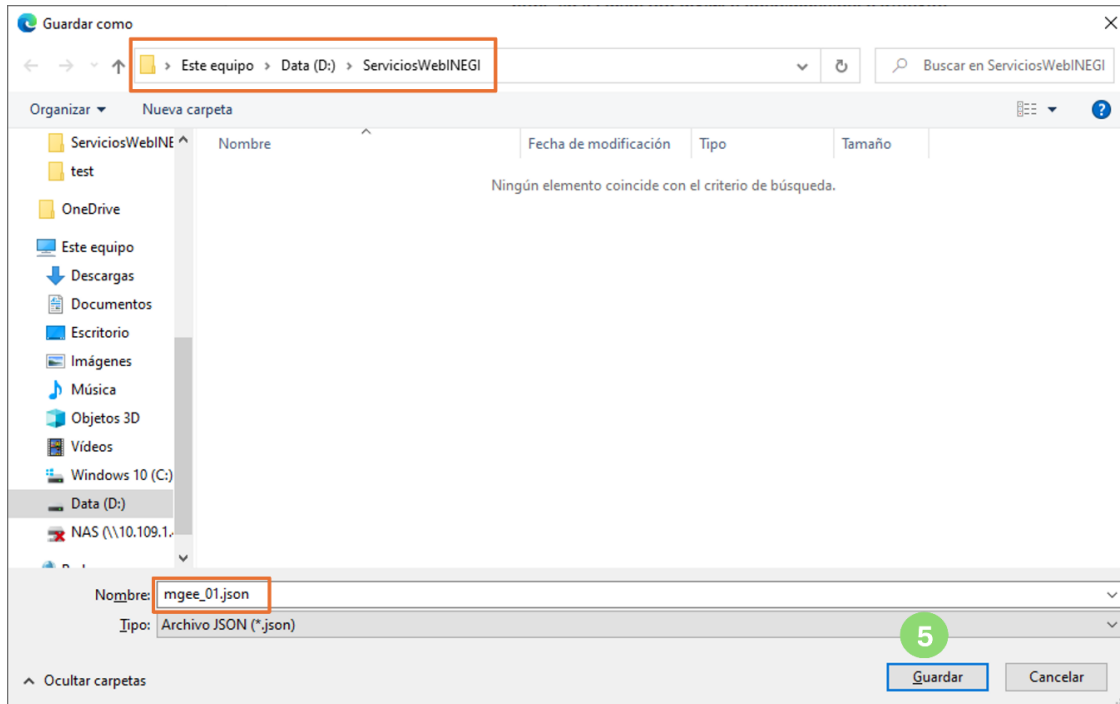 Guardar como
Este equipo > Data (D:) > ServiciosWebINEGI
Buscar en ServiciosWebINEGI
Organizar
Nueva carpeta
Nombre
Fecha de modificación
Tipo
Tamaño
Ningún elemento coincide con el criterio de búsqueda.
ServiciosWebINE
test
OneDrive
Este equipo
Descargas
Documentos
Escritorio
Imágenes
Música
Objetos 3D
Vídeos
Windows 10 (C:)
Data (D:)
NAS (\\10.109.1.
Nombre: mgee_01.json
Tipo: Archivo JSON (*.json)
5
Ocultar carpetas
Guardar
Cancelar